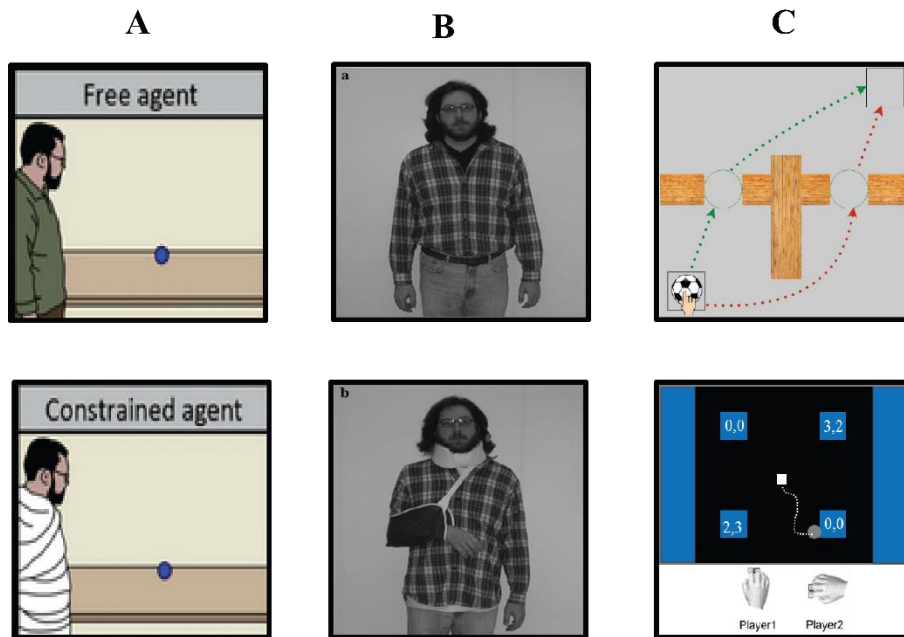 A
B
C
Free agent
a
Constrained agent
b
0,0
3,2
2,3
0,0
Player1
Player2